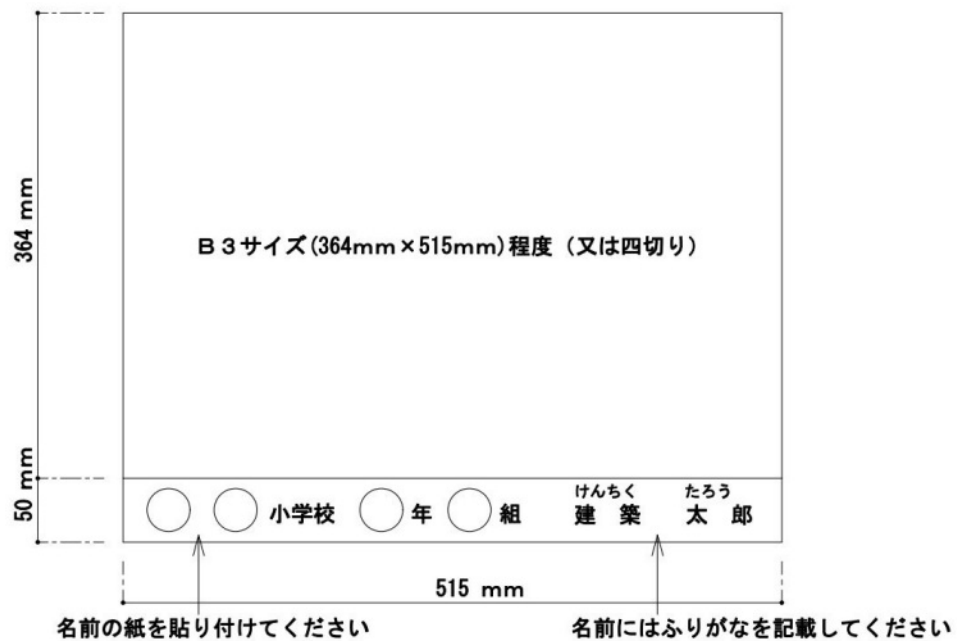 364 mm
B3サイズ(364mm×515mm)程度(又は四切り)
50 mm
けんちく たろう
○ ○ 小学校 ○ 年 ○ 組 建 築 太 郎
515 mm
名前の紙を貼り付けてください
名前にはふりがなを記載してください